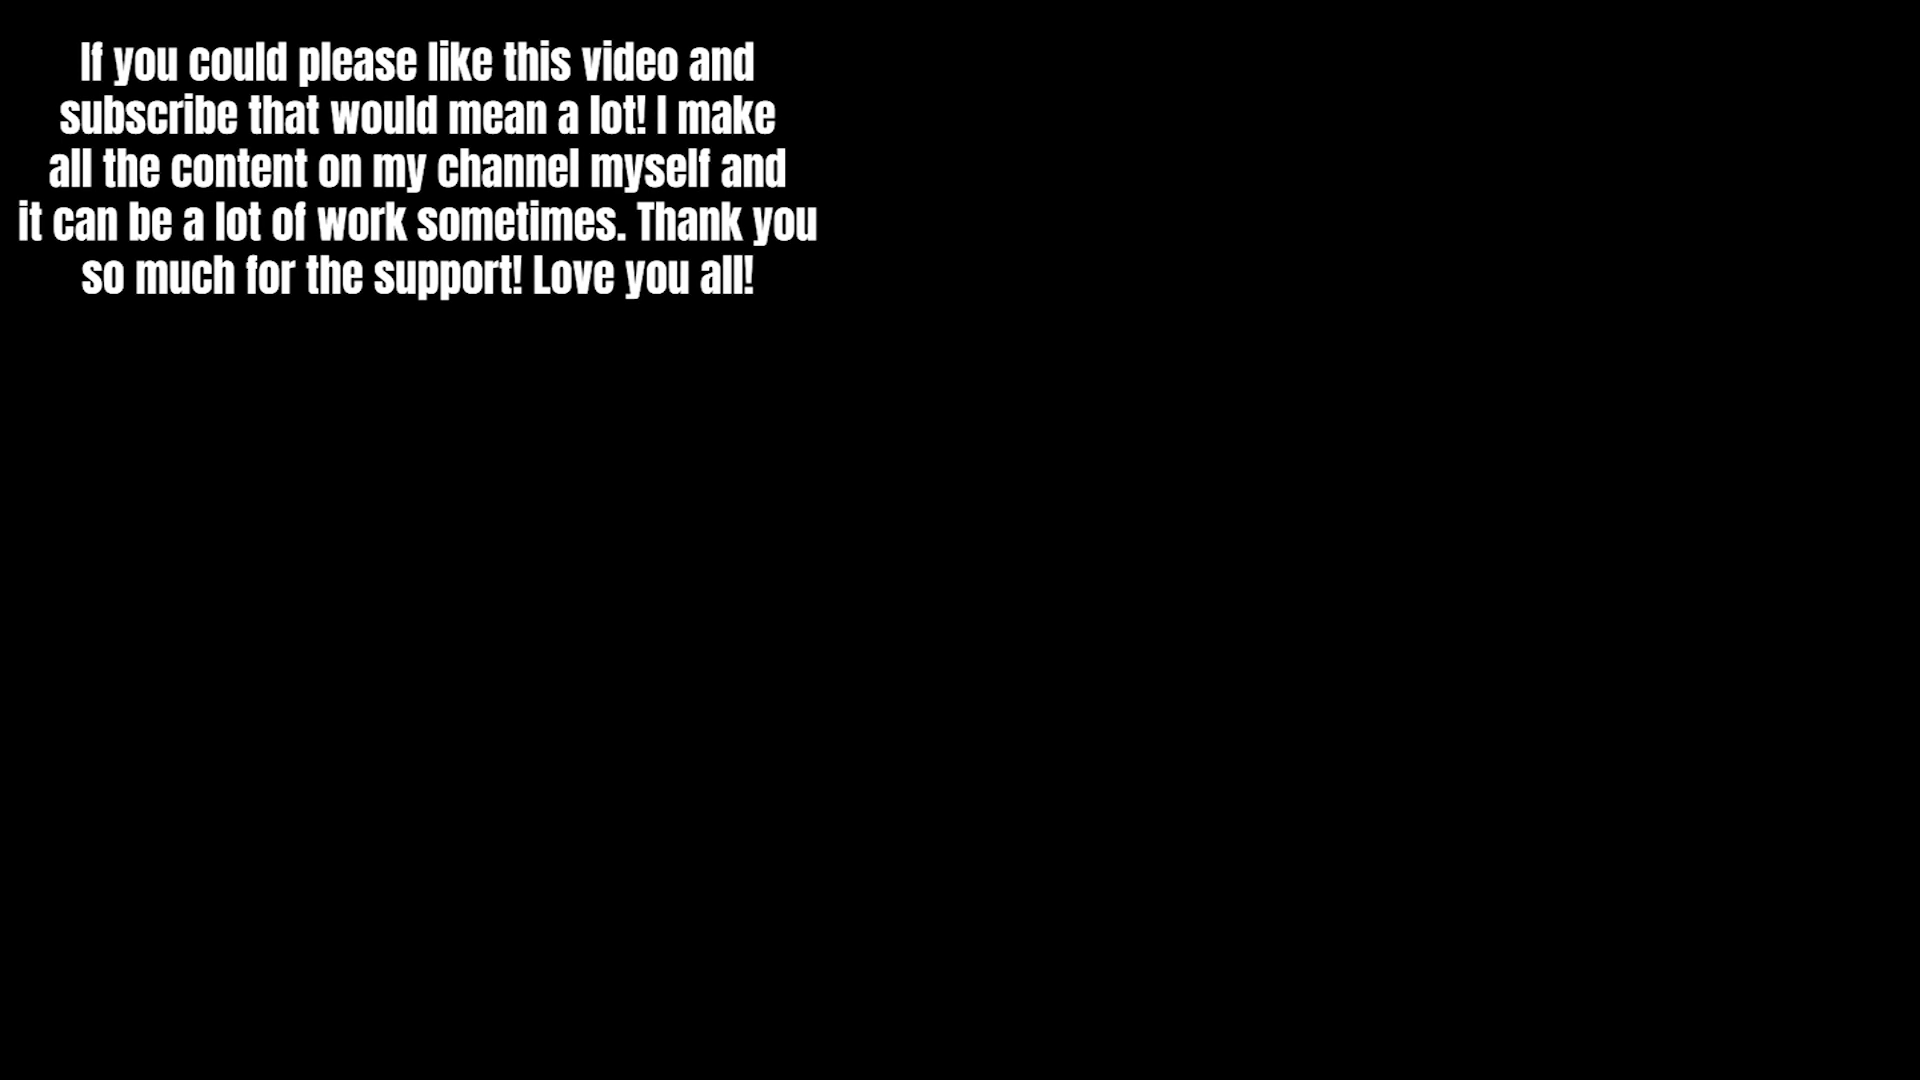 If you could please like this video and
subscribe that would mean a lot! I make
all the content on my channel myself and
it can be a lot of work sometimes. Thank you
so much for the support! Love you all!